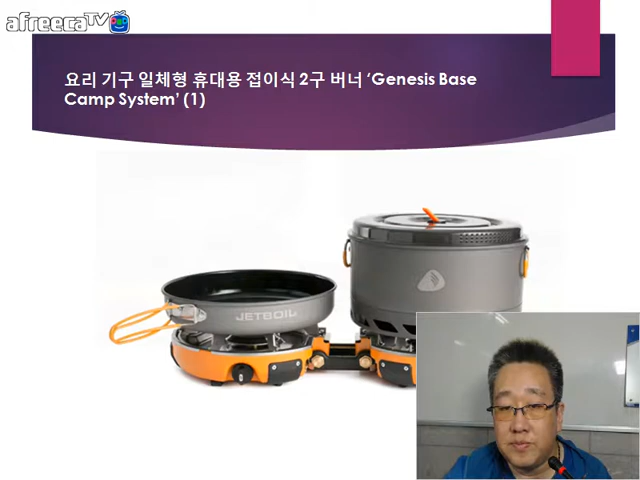 afreecaTV
요리 기구 일체형 휴대용 접이식 2구 버너 ‘Genesis Base
Camp System’ (1)
JETBOIL